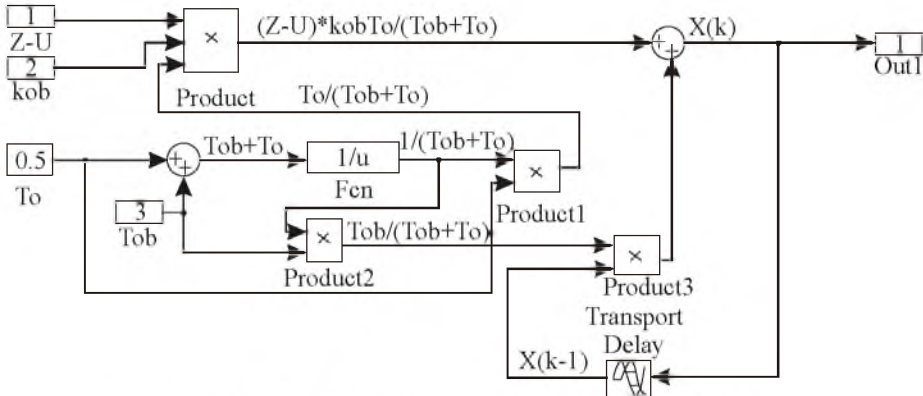 1
Z-U
2
kob
×
Product
(Z-U)*kobTo/(Tob+To)
+
+
X(k)
1
Out1
To/(Tob+To)
0.5
To
+
+
Tob+To
1/u
Fcn
1/(Tob+To)
×
Product1
3
Tob
×
Product2
Tob/(Tob+To)
×
Product3
Transport
Delay
X(k-1)